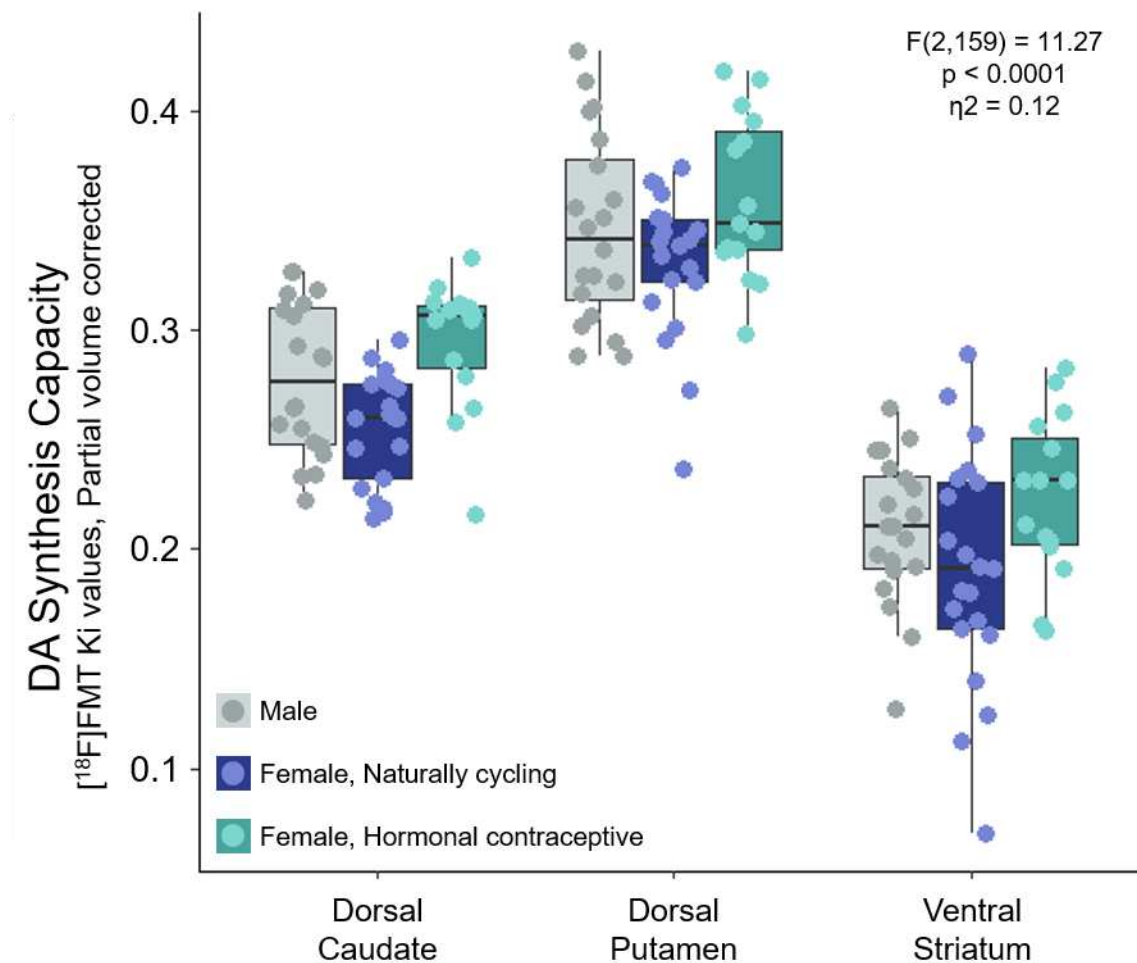 F(2,159) = 11.27
p < 0.0001
η2 = 0.12
DA Synthesis Capacity
[¹⁸F]FMT Ki values, Partial volume corrected
0.4
0.3
0.2
0.1
Male
Female, Naturally cycling
Female, Hormonal contraceptive
Dorsal
Caudate
Dorsal
Putamen
Ventral
Striatum